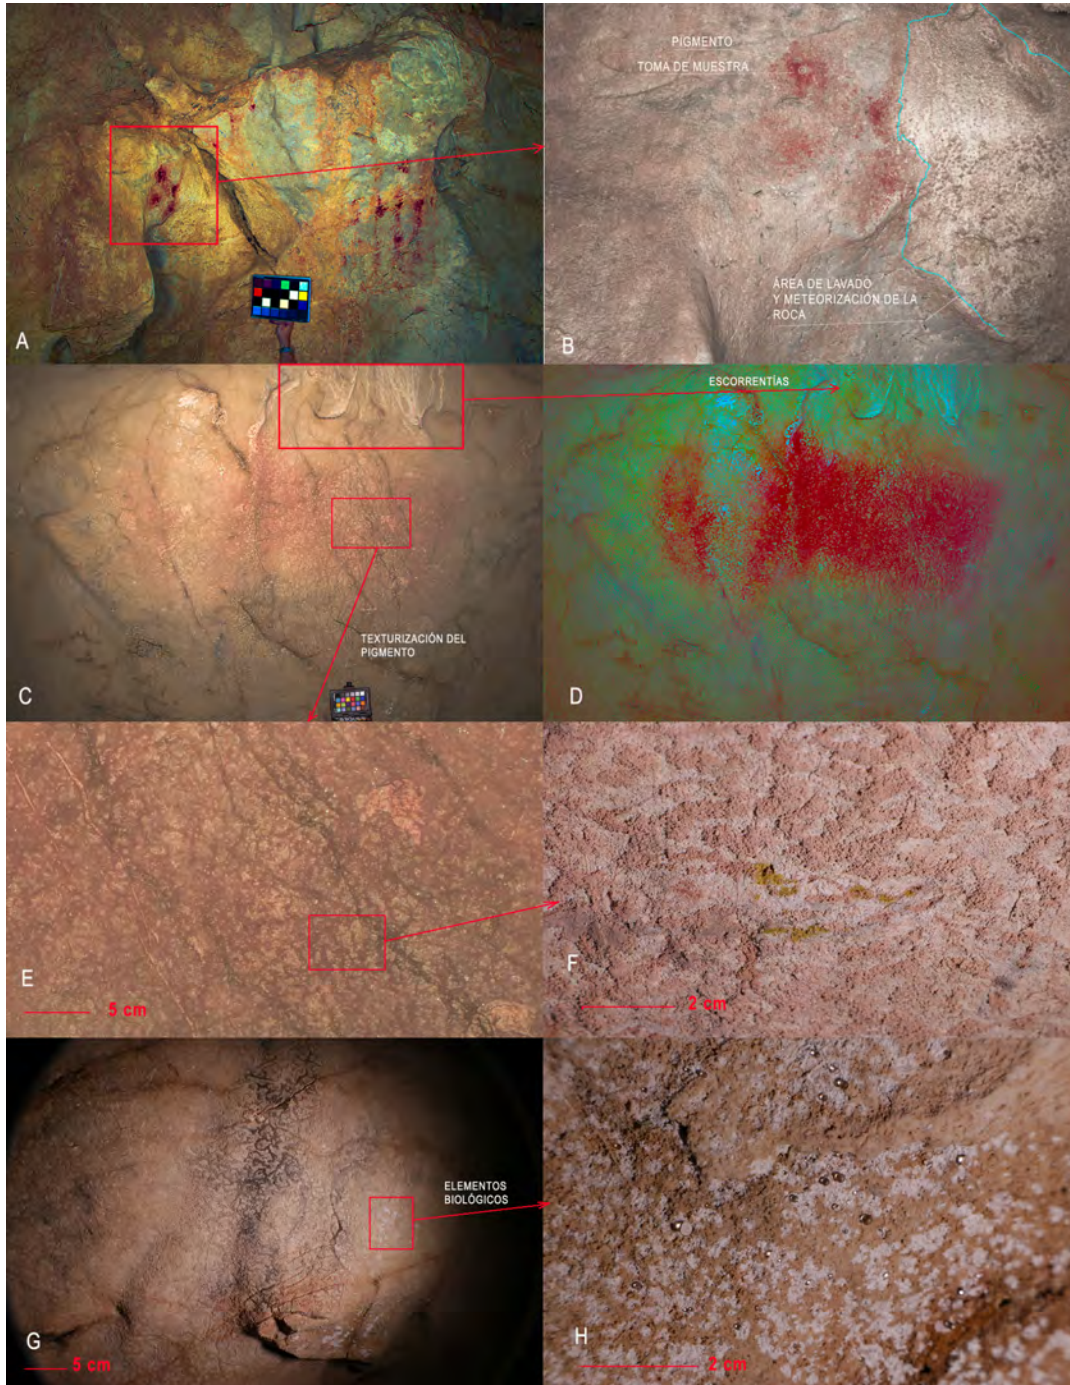 A
PIGMENTO
TOMA DE MUESTRA
ÁREA DE LAVADO
Y METEORIZACIÓN DE LA
ROCA
B
C
TEXTURIZACIÓN DEL
PIGMENTO
ESCORRENTÍAS
D
E
5 cm
F
2 cm
G
5 cm
ELEMENTOS
BIOLÓGICOS
H
2 cm